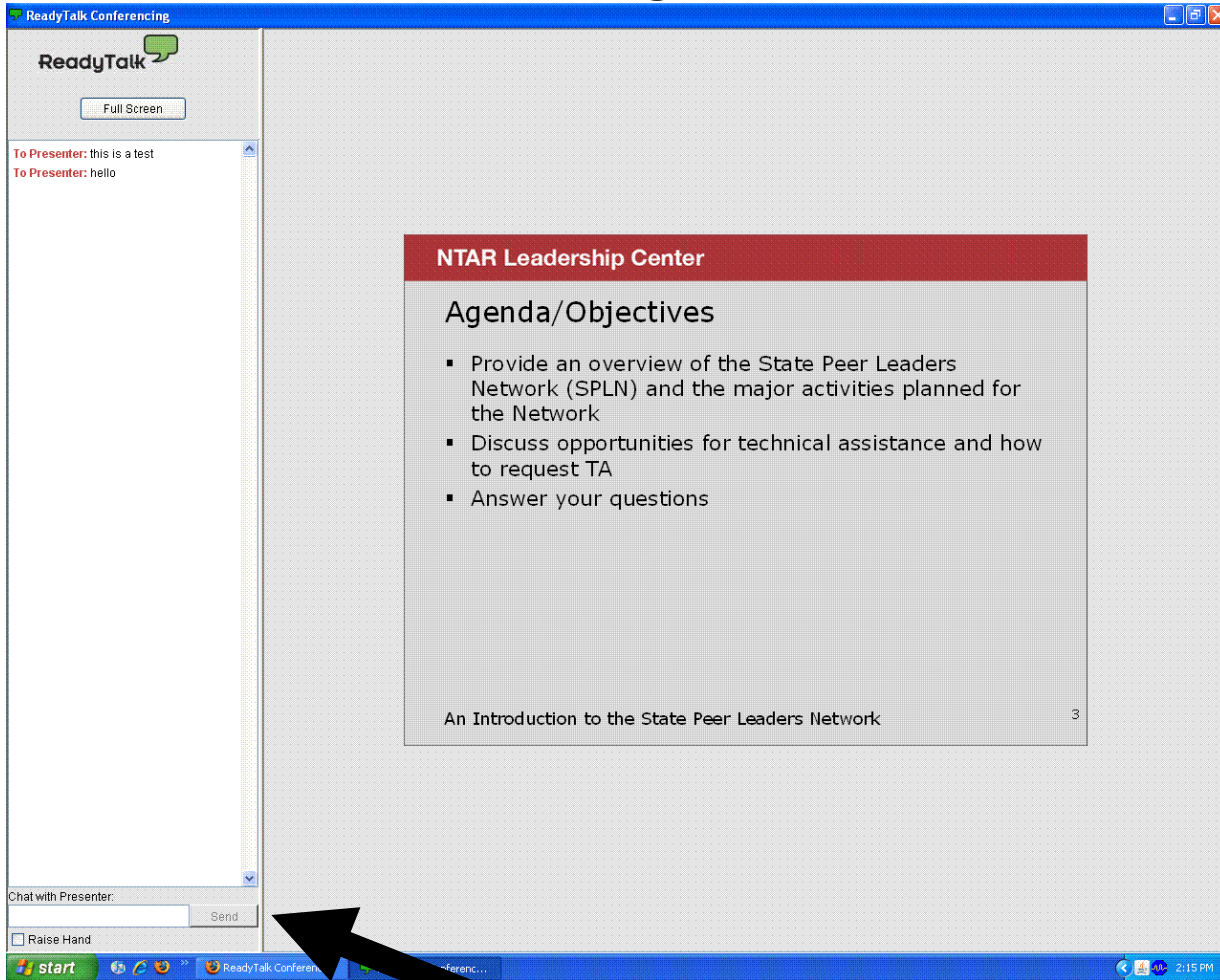 ReadyTalk Conferencing
ReadyTalk
Full Screen
To Presenter: this is a test
To Presenter: hello
NTAR Leadership Center
Agenda/Objectives
▪ Provide an overview of the State Peer Leaders
Network (SPLN) and the major activities planned for
the Network
▪ Discuss opportunities for technical assistance and how
to request TA
▪ Answer your questions
An Introduction to the State Peer Leaders Network
3
Chat with Presenter:
Send
Raise Hand
start
ReadyTalk
2:15 PM